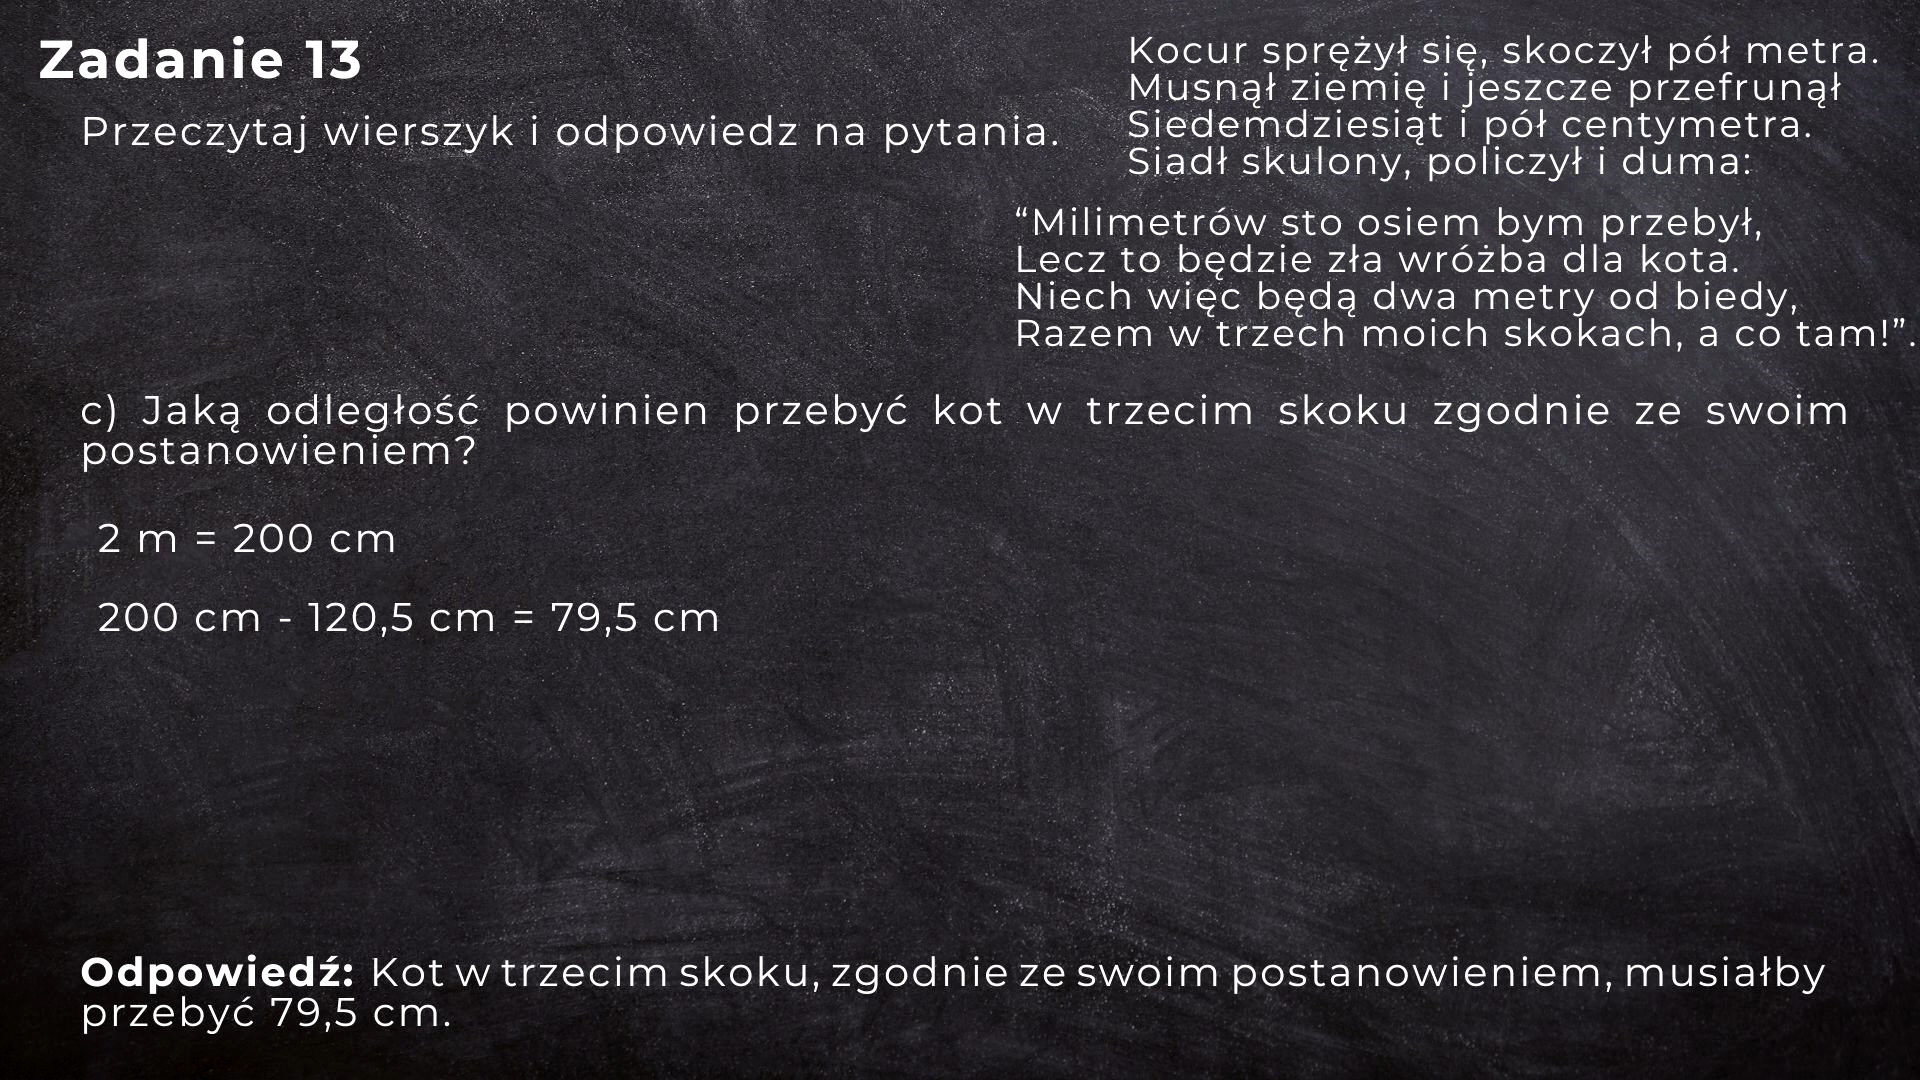 Zadanie 13
Przeczytaj wierszyk i odpowiedz na pytania.
Kocur sprężył się, skoczył pół metra.
Musnął ziemię i jeszcze przefrunął
Siedemdziesiąt i pół centymetra.
Siadł skulony, policzył i duma:
“Milimetrów sto osiem bym przebył,
Lecz to będzie zła wróżba dla kota.
Niech więc będą dwa metry od biedy,
Razem w trzech moich skokach, a co tam!”.
c) Jaką odległość powinien przebyć kot w trzecim skoku zgodnie ze swoim
postanowieniem?
2 m = 200 cm
200 cm - 120,5 cm = 79,5 cm
Odpowiedź: Kot w trzecim skoku, zgodnie ze swoim postanowieniem, musiałby
przebyć 79,5 cm.